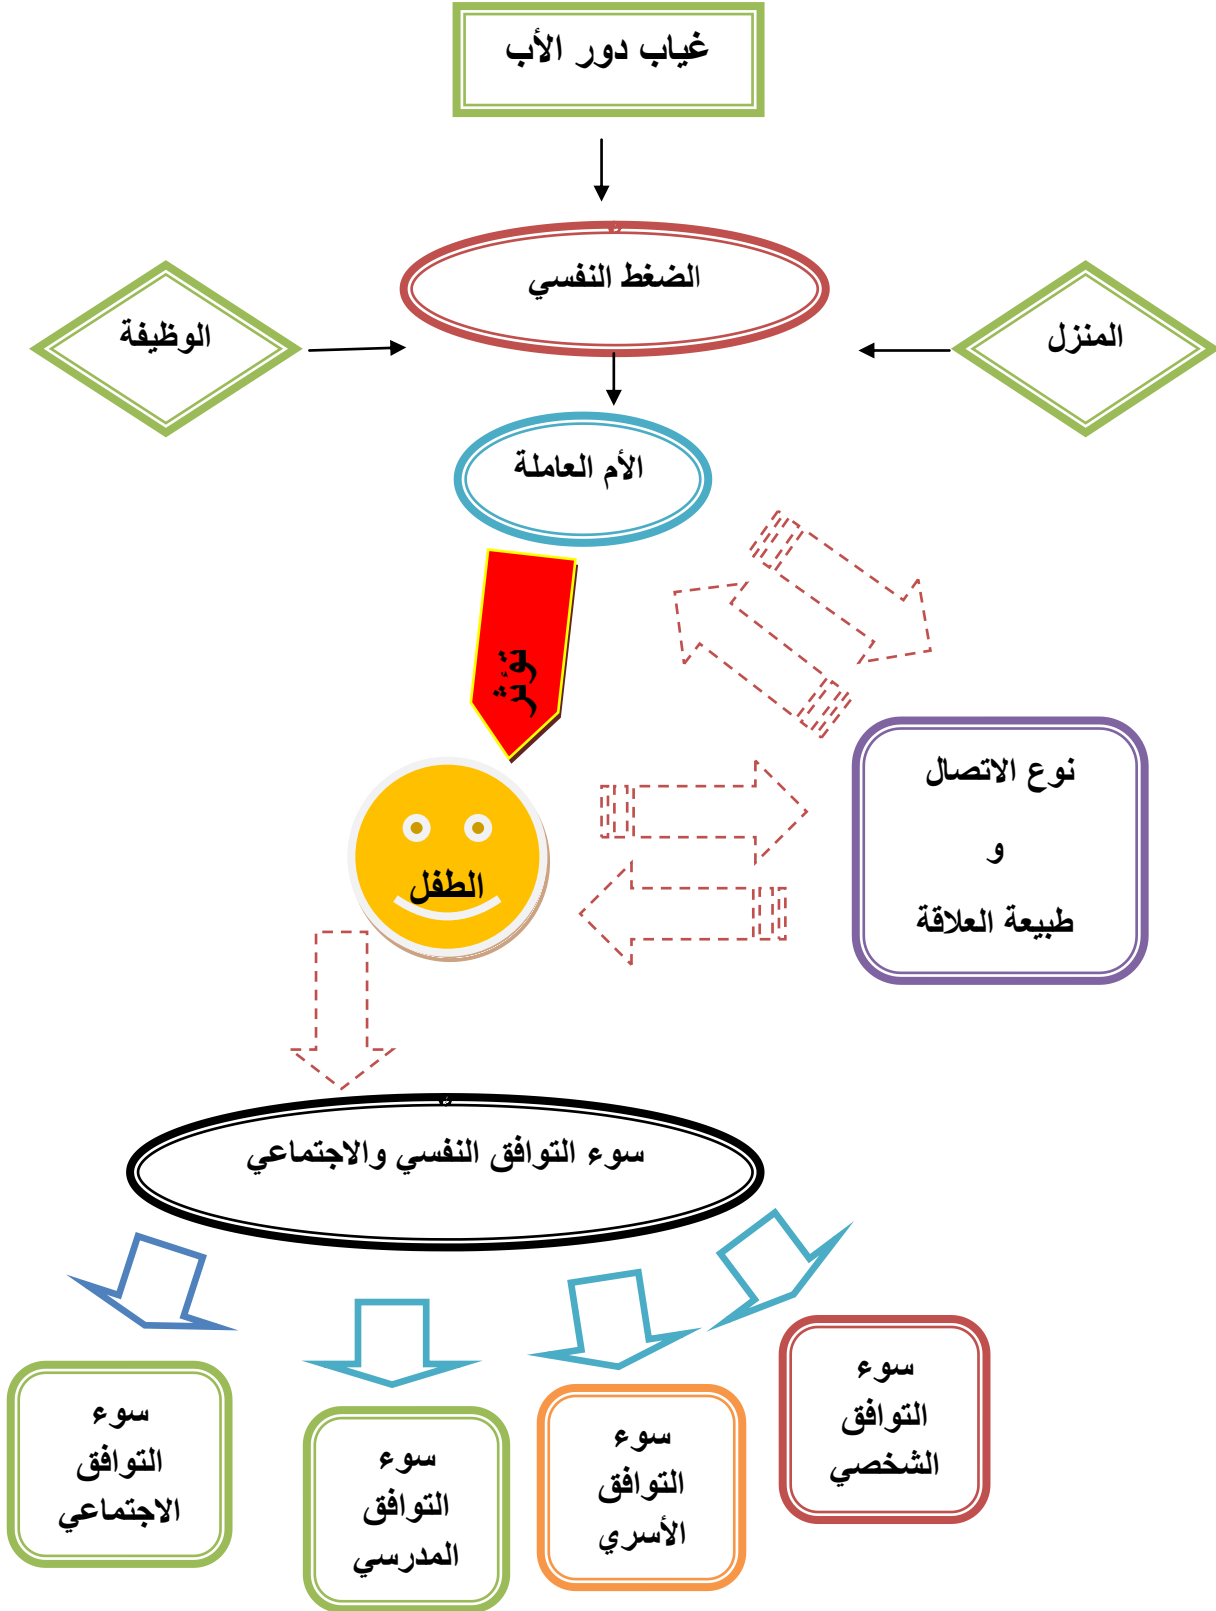 غياب دور الأب
الضغط النفسي
المنزل
الوظيفة
الأم العاملة
تؤثر
نوع الاتصال
و
طبيعة العلاقة
الطفل
سوء التوافق النفسي والاجتماعي
سوء
التوافق
الشخصي
سوء
التوافق
الأسري
سوء
التوافق
المدرسي
سوء
التوافق
الاجتماعي